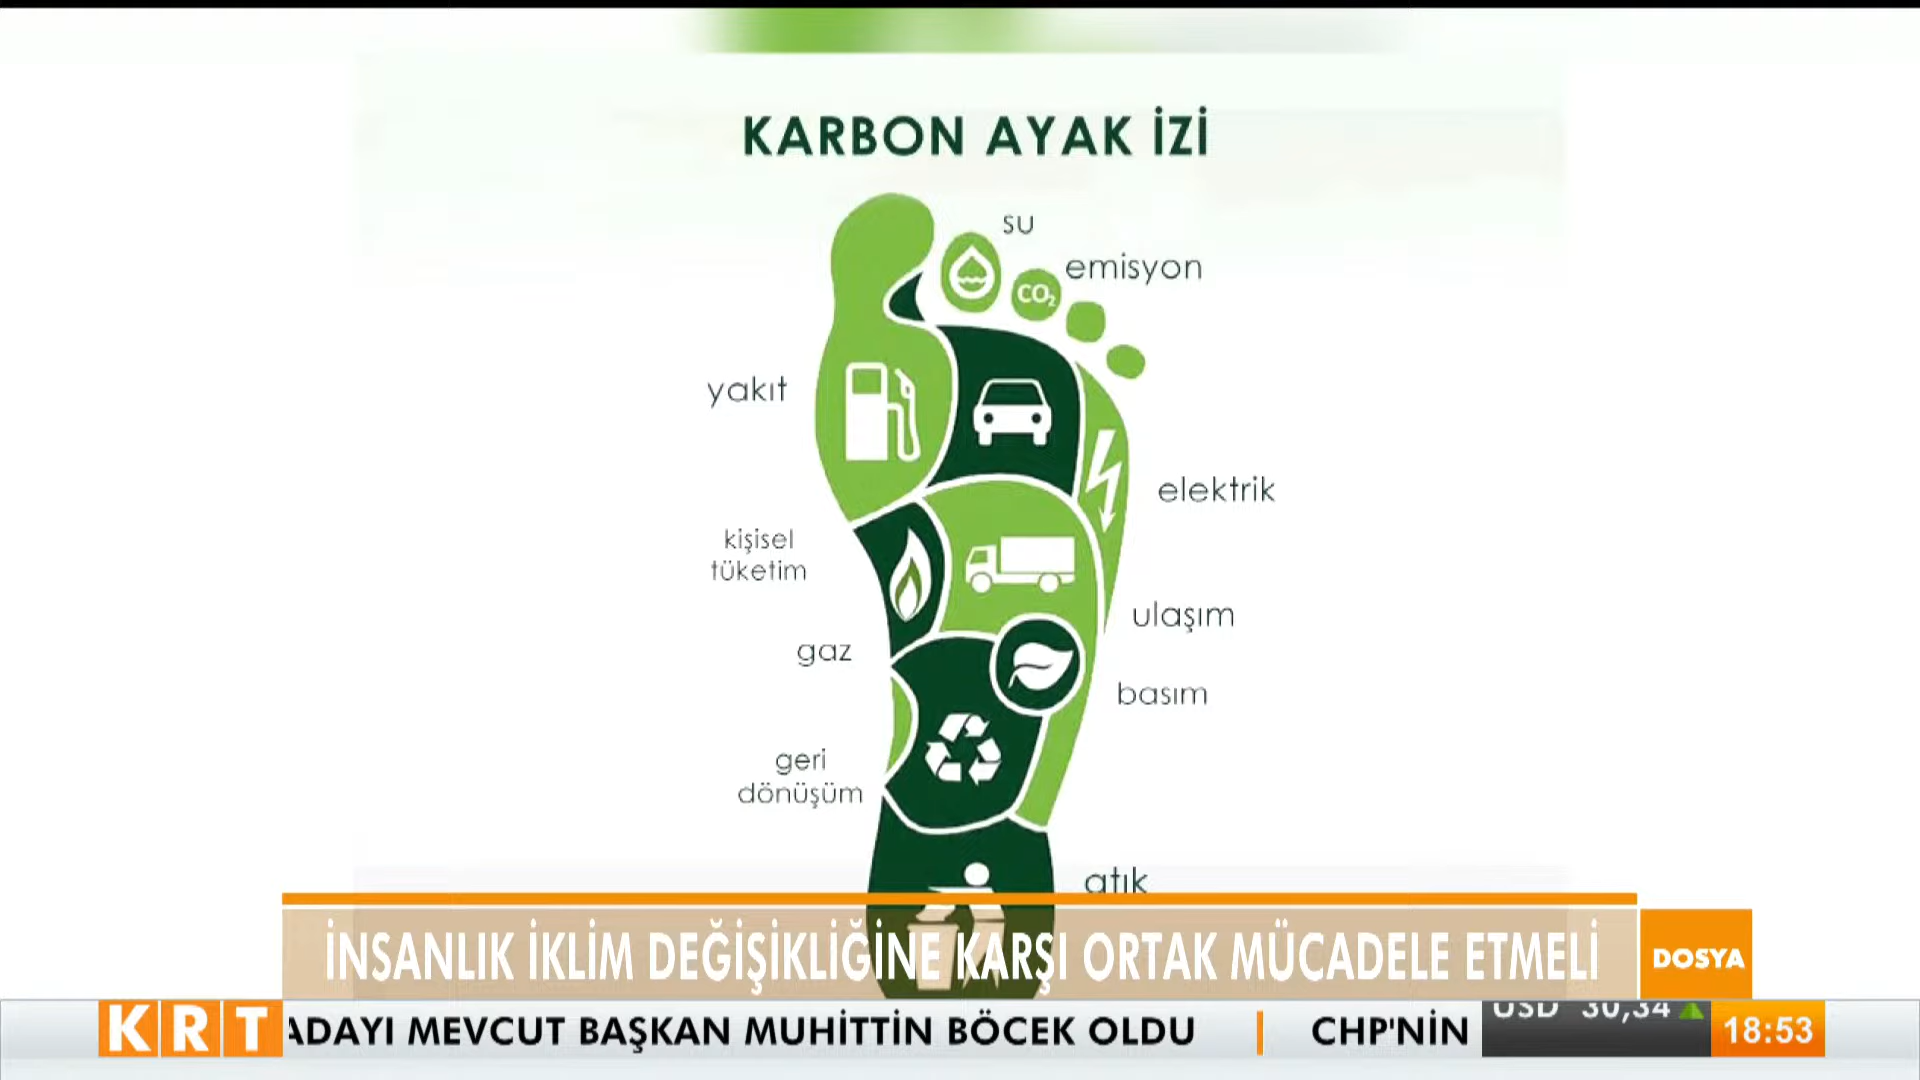 KARBON AYAK İZİ
su
emisyon
CO₂
yakıt
elektrik
kişisel
tüketim
ulaşım
gaz
basım
geri
dönüşüm
atık
İNSANLIK İKLİM DEĞİŞİKLİĞİNE KARŞI ORTAK MÜCADELE ETMELİ
DOSYA
KRT
ADAYI MEVCUT BAŞKAN MUHİTTİN BÖCEK OLDU | CHP'NİN
USD 30,34
18:53